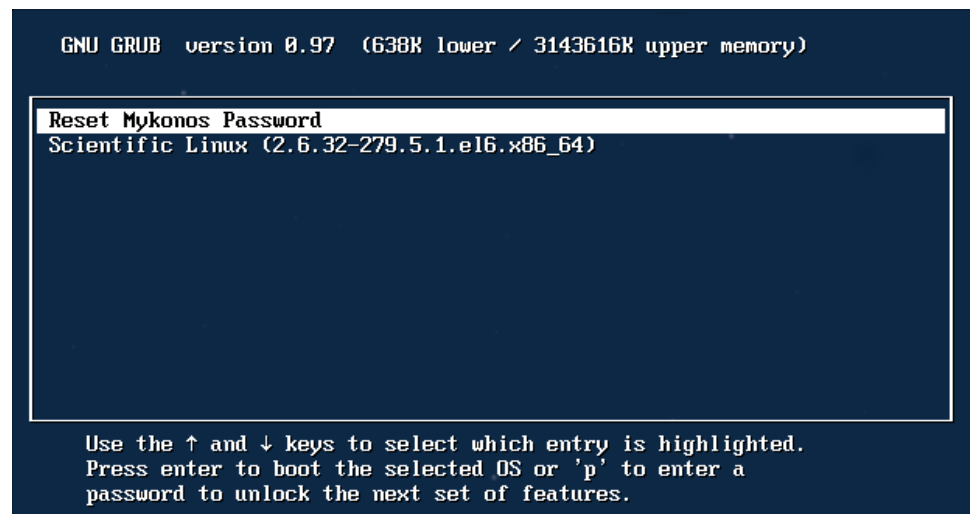 GNU GRUB  version 0.97  (638K lower / 3143616K upper memory)
Reset Mykonos Password
Scientific Linux (2.6.32-279.5.1.el6.x86_64)
Use the ↑ and ↓ keys to select which entry is highlighted.
Press enter to boot the selected OS or 'p' to enter a
password to unlock the next set of features.